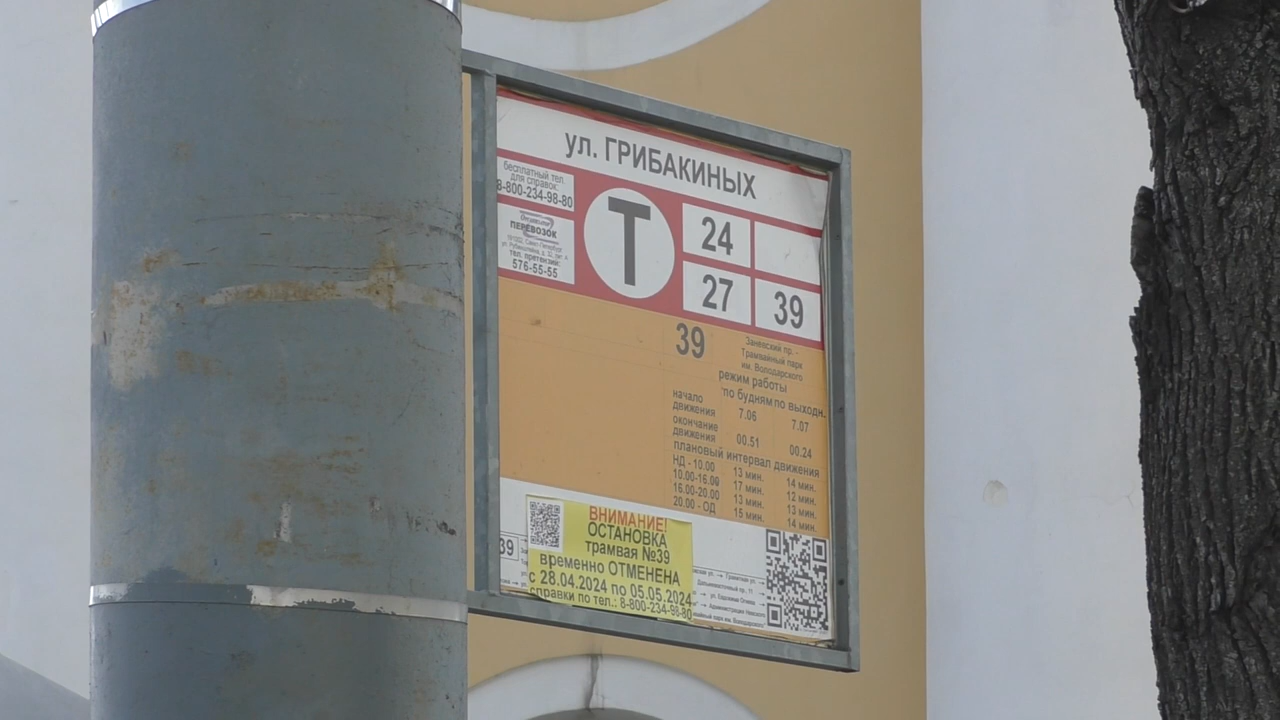 ул. ГРИБАКИНЫХ
бесплатный тел.
для справок:
8-800-234-98-80
ПЕРЕВОЗОК
тел. претензий:
576-55-55
Т
24
27
39
39
Заневский пр. -
Трамвайный парк
им. Володарского
режим работы
по будням по выходн.
начало
движения 7.06 7.07
окончание
движения 00.51 00.24
плановый интервал движения
НД - 10.00 13 мин. 14 мин.
10.00-16.00 17 мин. 12 мин.
16.00-20.00 13 мин. 13 мин.
20.00 - ОД 15 мин. 14 мин.
ВНИМАНИЕ!
ОСТАНОВКА
трамвая №39
временно ОТМЕНЕНА
с 28.04.2024 по 05.05.2024
справки по тел.: 8-800-234-98-80
39